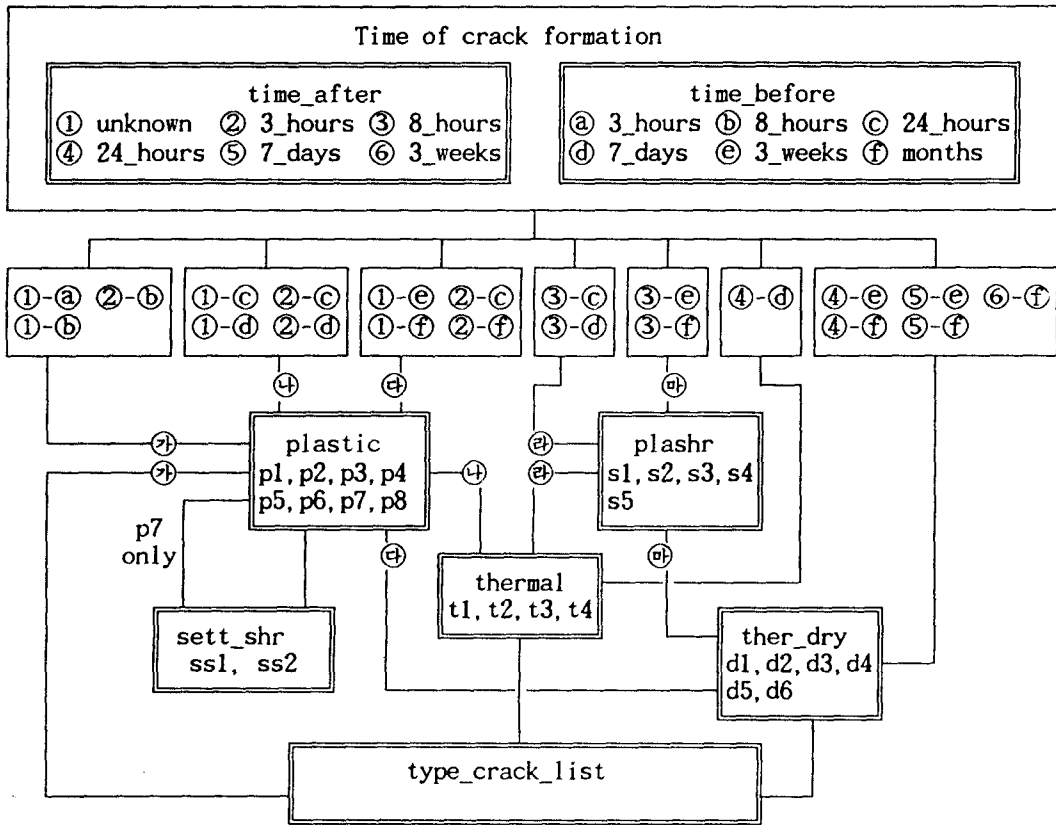 Time of crack formation
time_after
① unknown ② 3_hours ③ 8_hours
④ 24_hours ⑤ 7_days ⑥ 3_weeks
time_before
ⓐ 3_hours ⓑ 8_hours ⓒ 24_hours
ⓓ 7_days ⓔ 3_weeks ⓕ months
①-ⓐ ②-ⓑ
①-ⓑ
①-ⓒ ②-ⓒ
①-ⓓ ②-ⓓ
①-ⓔ ②-ⓒ
①-ⓕ ②-ⓕ
③-ⓒ
③-ⓓ
③-ⓔ
③-ⓕ
④-ⓓ
④-ⓔ ⑤-ⓔ ⑥-ⓕ
④-ⓕ ⑤-ⓕ
㉯
㉰
㉲
㉮
㉮
plastic
p1, p2, p3, p4
p5, p6, p7, p8
㉯
㉱
㉱
plashr
s1, s2, s3, s4
s5
p7
only
㉰
㉲
thermal
t1, t2, t3, t4
sett_shr
ss1, ss2
ther_dry
d1, d2, d3, d4
d5, d6
type_crack_list